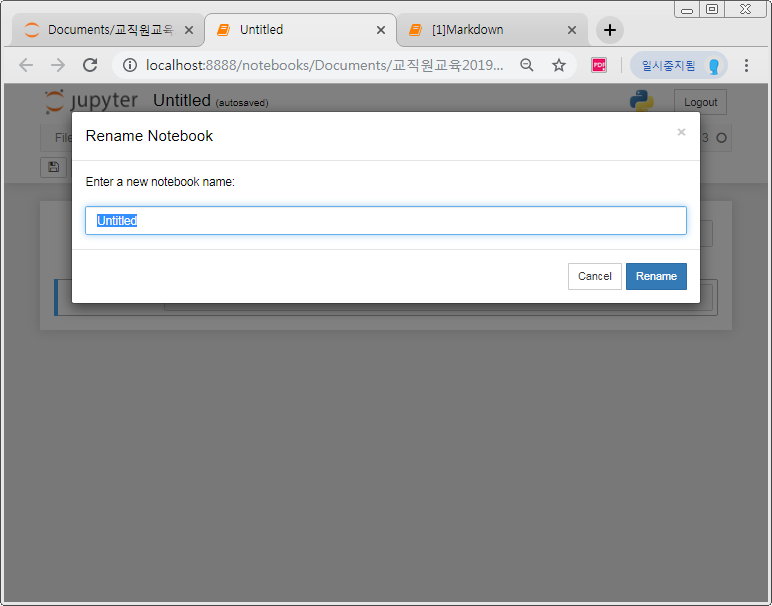 Documents/교직원교육
Untitled
[1]Markdown
localhost:8888/notebooks/Documents/교직원교육2019...
PDF
일시중지됨
jupyter Untitled (autosaved)
Logout
File
3
Rename Notebook
×
Enter a new notebook name:
Untitled
Cancel
Rename